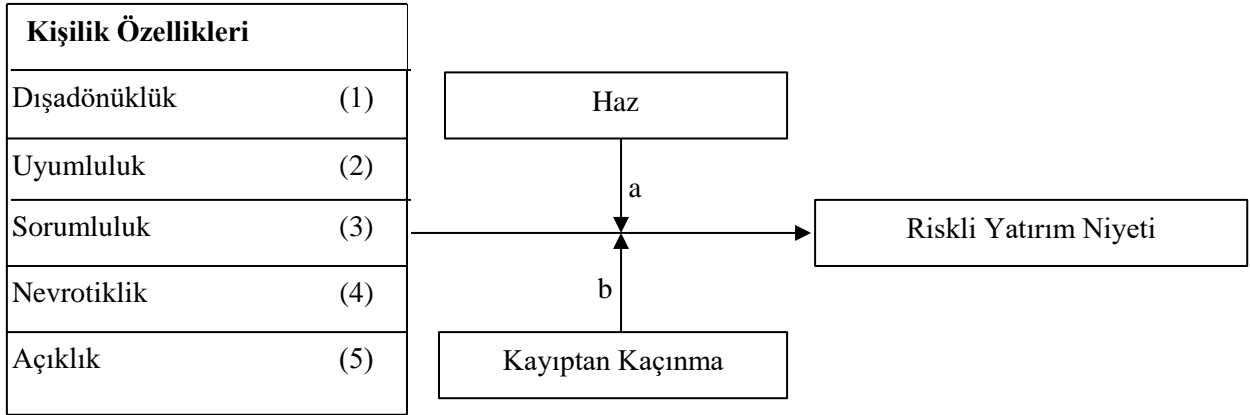 Kişilik Özellikleri
Dışadönüklük (1)
Uyumluluk (2)
Sorumluluk (3)
Nevrotiklik (4)
Açıklık (5)
Haz
a
b
Kayıptan Kaçınma
Riskli Yatırım Niyeti